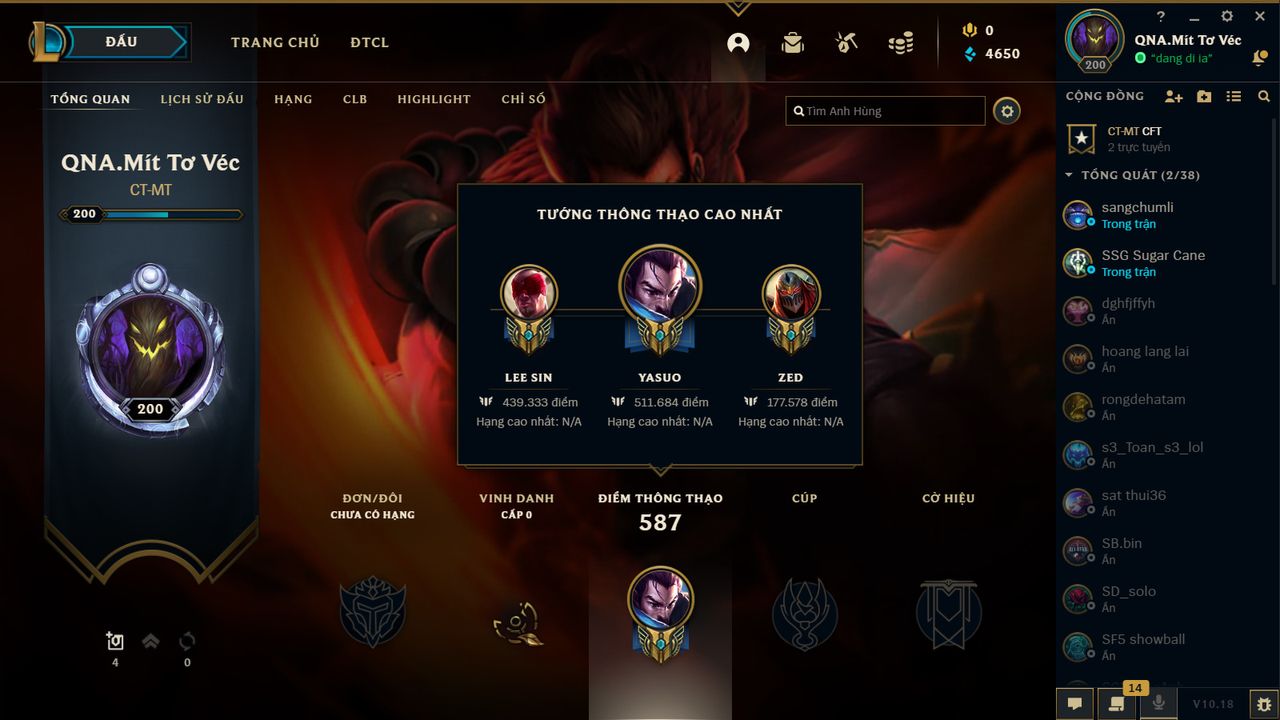 ĐẤU
TRANG CHỦ
ĐTCL
0
4650
?
QNA.Mít Tơ Véc
"dang di ia"
200
TỔNG QUAN
LỊCH SỬ ĐẤU
HẠNG
CLB
HIGHLIGHT
CHỈ SỐ
Tìm Anh Hùng
QNA.Mít Tơ Véc
CT-MT
200
200
4
0
TƯỚNG THÔNG THẠO CAO NHẤT
LEE SIN
439.333 điểm
Hạng cao nhất: N/A
YASUO
511.684 điểm
Hạng cao nhất: N/A
ZED
177.578 điểm
Hạng cao nhất: N/A
ĐƠN/ĐÔI
CHƯA CÓ HẠNG
VINH DANH
CẤP 0
ĐIỂM THÔNG THẠO
587
CÚP
CỜ HIỆU
CỘNG ĐỒNG
CT-MT CFT
2 trực tuyến
TỔNG QUÁT (2/38)
sangchumli
Trong trận
SSG Sugar Cane
Trong trận
dghfjffyh
Ẩn
hoang lang lai
Ẩn
rongdehatam
Ẩn
s3_Toan_s3_lol
Ẩn
sat thui36
Ẩn
SB.bin
Ẩn
SD_solo
Ẩn
SF5 showball
Ẩn
14
V10.18